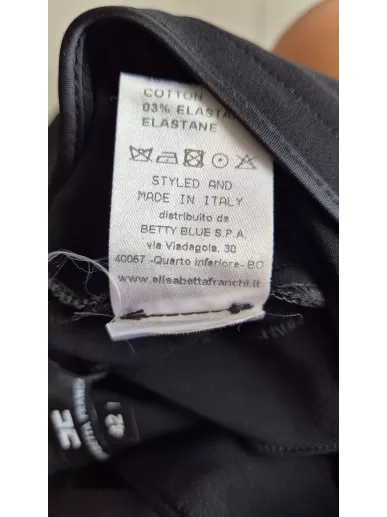 COTTON
03% ELASTAN
ELASTANE
STYLED AND
MADE IN ITALY
distribuito da
BETTY BLUE S.P.A.
via Viadagola, 30
40067 -Quarto inferiore- BO
www.elisabettafranchi.it
42